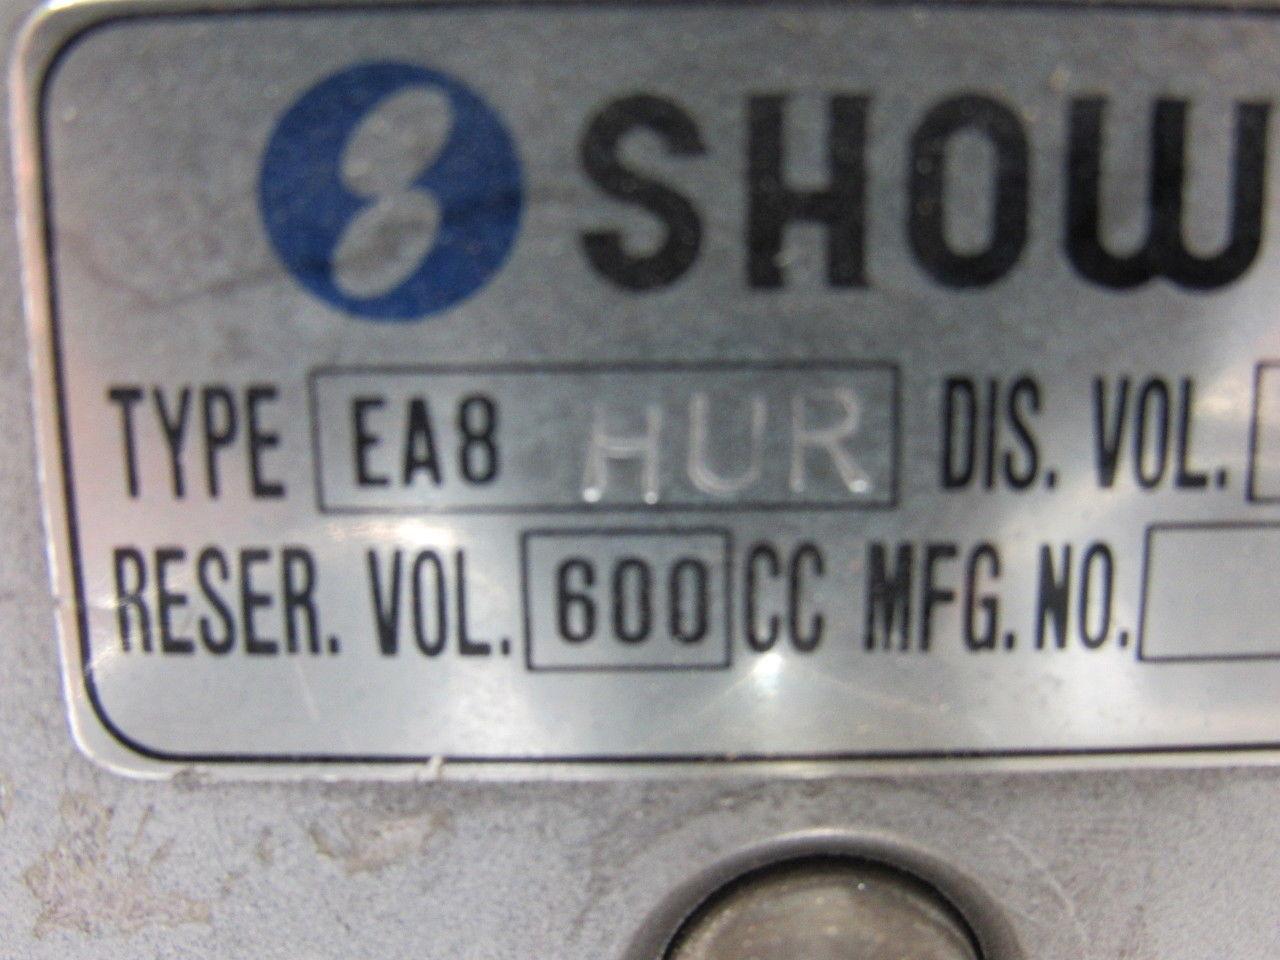 SHOW
TYPE EA8 HUR DIS. VOL.
RESER. VOL. 600 CC MFG. NO.